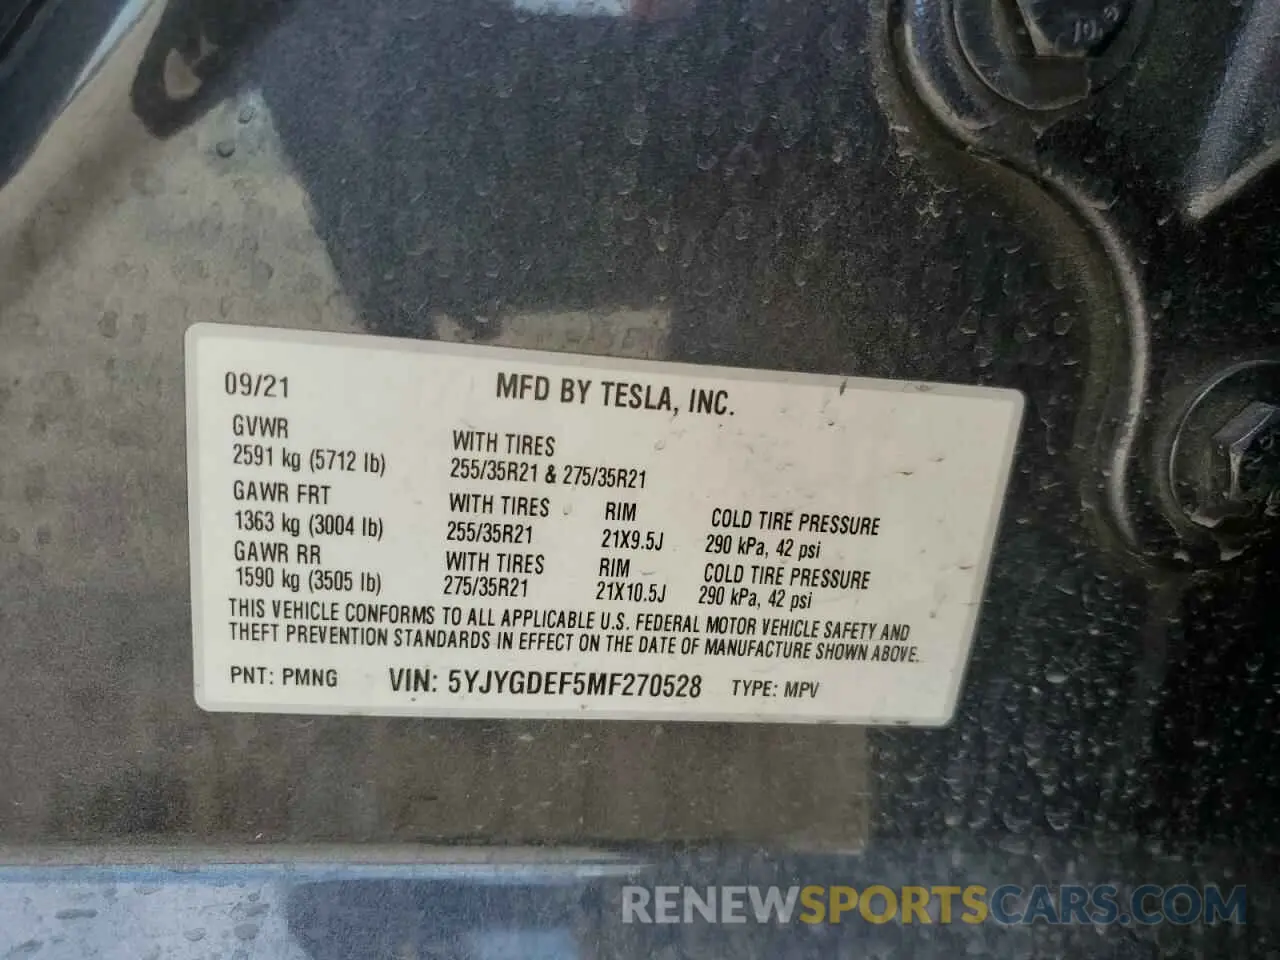 09/21 MFD BY TESLA, INC.
GVWR
2591 kg (5712 lb)
WITH TIRES
255/35R21 & 275/35R21
GAWR FRT
1363 kg (3004 lb)
WITH TIRES
255/35R21
RIM
21X9.5J
COLD TIRE PRESSURE
290 kPa, 42 psi
GAWR RR
1590 kg (3505 lb)
WITH TIRES
275/35R21
RIM
21X10.5J
COLD TIRE PRESSURE
290 kPa, 42 psi
THIS VEHICLE CONFORMS TO ALL APPLICABLE U.S. FEDERAL MOTOR VEHICLE SAFETY AND
THEFT PREVENTION STANDARDS IN EFFECT ON THE DATE OF MANUFACTURE SHOWN ABOVE.
PNT: PMNG VIN: 5YJYGDEF5MF270528 TYPE: MPV
RENEWSPORTSCARS.COM